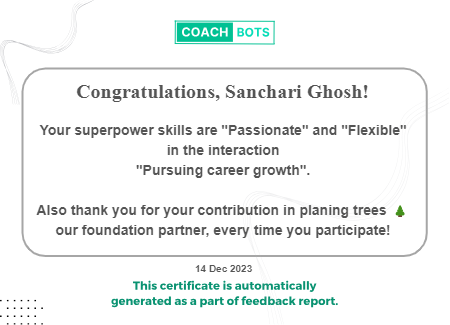 COACH BOTS
Congratulations, Sanchari Ghosh!
Your superpower skills are "Passionate" and "Flexible"
in the interaction
"Pursuing career growth".
Also thank you for your contribution in planing trees 🌲
our foundation partner, every time you participate!
14 Dec 2023
This certificate is automatically
generated as a part of feedback report.